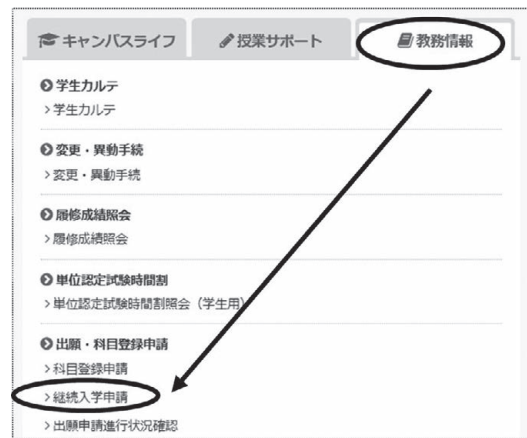 キャンパスライフ 授業サポート 教務情報
学生カルテ
>学生カルテ
変更・異動手続
>変更・異動手続
履修成績照会
>履修成績照会
単位認定試験時間割
>単位認定試験時間割照会（学生用）
出願・科目登録申請
>科目登録申請
>継続入学申請
>出願申請進行状況確認